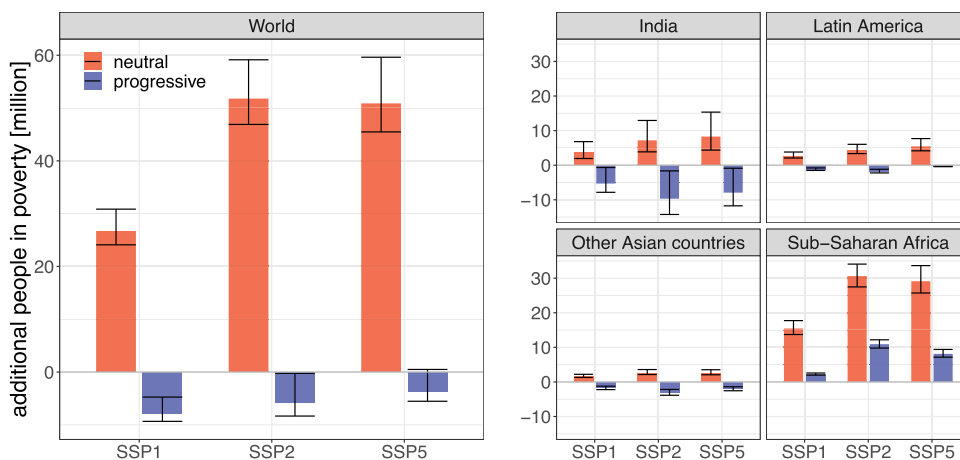 World
additional people in poverty [million]
60
40
20
0
neutral
progressive
SSP1 SSP2 SSP5
India Latin America
30
20
10
0
−10
Other Asian countries Sub−Saharan Africa
30
20
10
0
−10
SSP1 SSP2 SSP5 SSP1 SSP2 SSP5